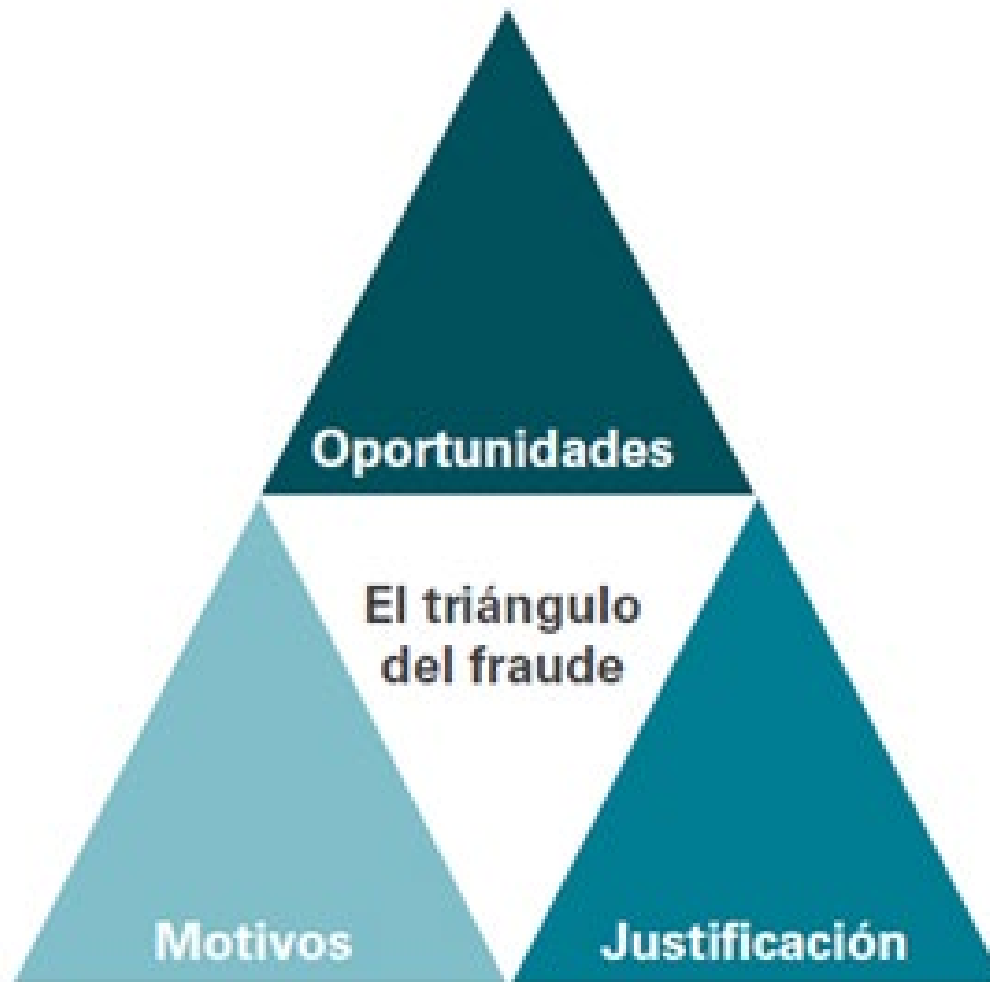 Oportunidades
El triángulo
del fraude
Motivos
Justificación